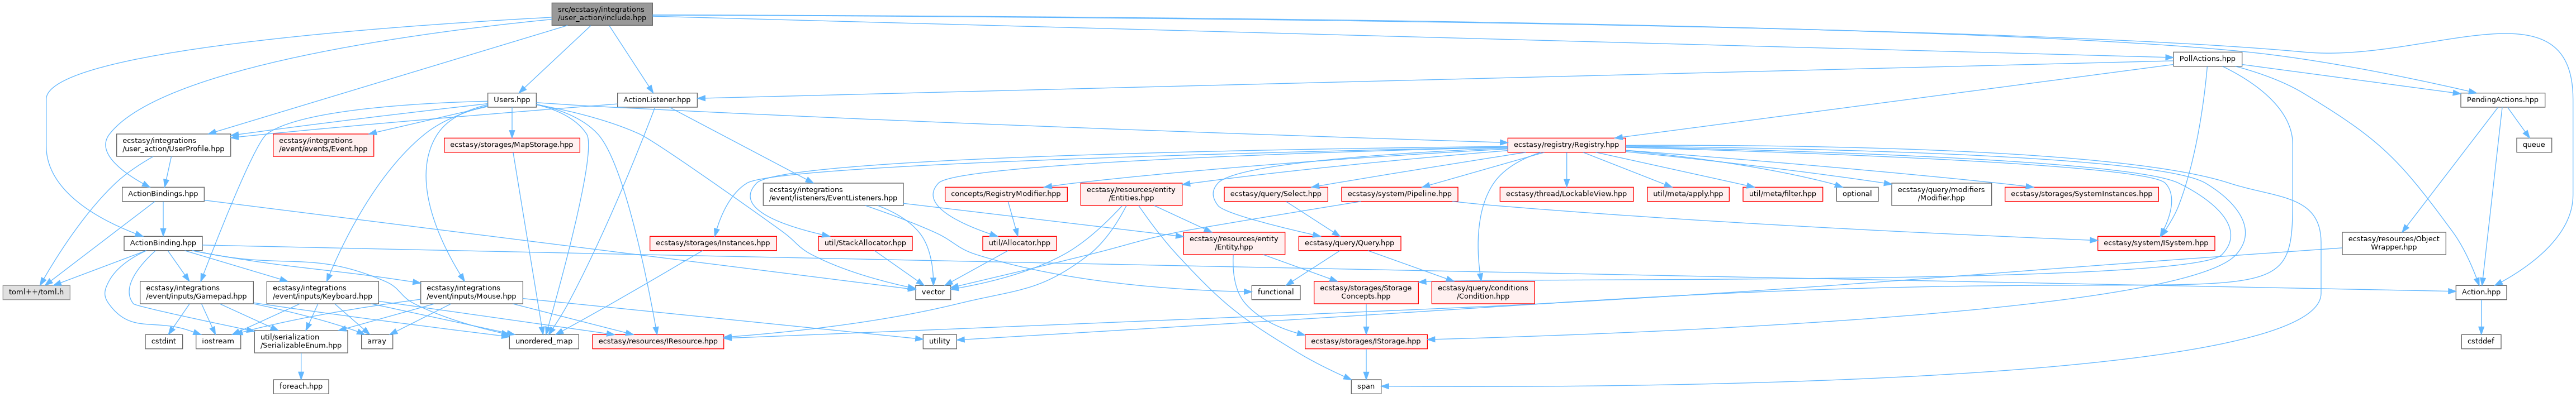 src/ecstasy/integrations
/user_action/include.hpp
PollActions.hpp
Users.hpp
ActionListener.hpp
PendingActions.hpp
ecstasy/integrations
/user_action/UserProfile.hpp
ecstasy/integrations
/event/events/Event.hpp
ecstasy/storages/MapStorage.hpp
ecstasy/registry/Registry.hpp
queue
ActionBindings.hpp
ecstasy/integrations
/event/listeners/EventListeners.hpp
concepts/RegistryModifier.hpp
ecstasy/resources/entity
/Entities.hpp
ecstasy/query/Select.hpp
ecstasy/system/Pipeline.hpp
ecstasy/thread/LockableView.hpp
util/meta/apply.hpp
util/meta/filter.hpp
optional
ecstasy/query/modifiers
/Modifier.hpp
ecstasy/storages/SystemInstances.hpp
ActionBinding.hpp
ecstasy/storages/Instances.hpp
util/StackAllocator.hpp
util/Allocator.hpp
ecstasy/resources/entity
/Entity.hpp
ecstasy/query/Query.hpp
ecstasy/system/ISystem.hpp
ecstasy/resources/Object
Wrapper.hpp
toml++/toml.h
ecstasy/integrations
/event/inputs/Gamepad.hpp
ecstasy/integrations
/event/inputs/Keyboard.hpp
ecstasy/integrations
/event/inputs/Mouse.hpp
vector
functional
ecstasy/storages/Storage
Concepts.hpp
ecstasy/query/conditions
/Condition.hpp
Action.hpp
cstdint
iostream
util/serialization
/SerializableEnum.hpp
array
unordered_map
ecstasy/resources/IResource.hpp
utility
ecstasy/storages/IStorage.hpp
cstddef
foreach.hpp
span